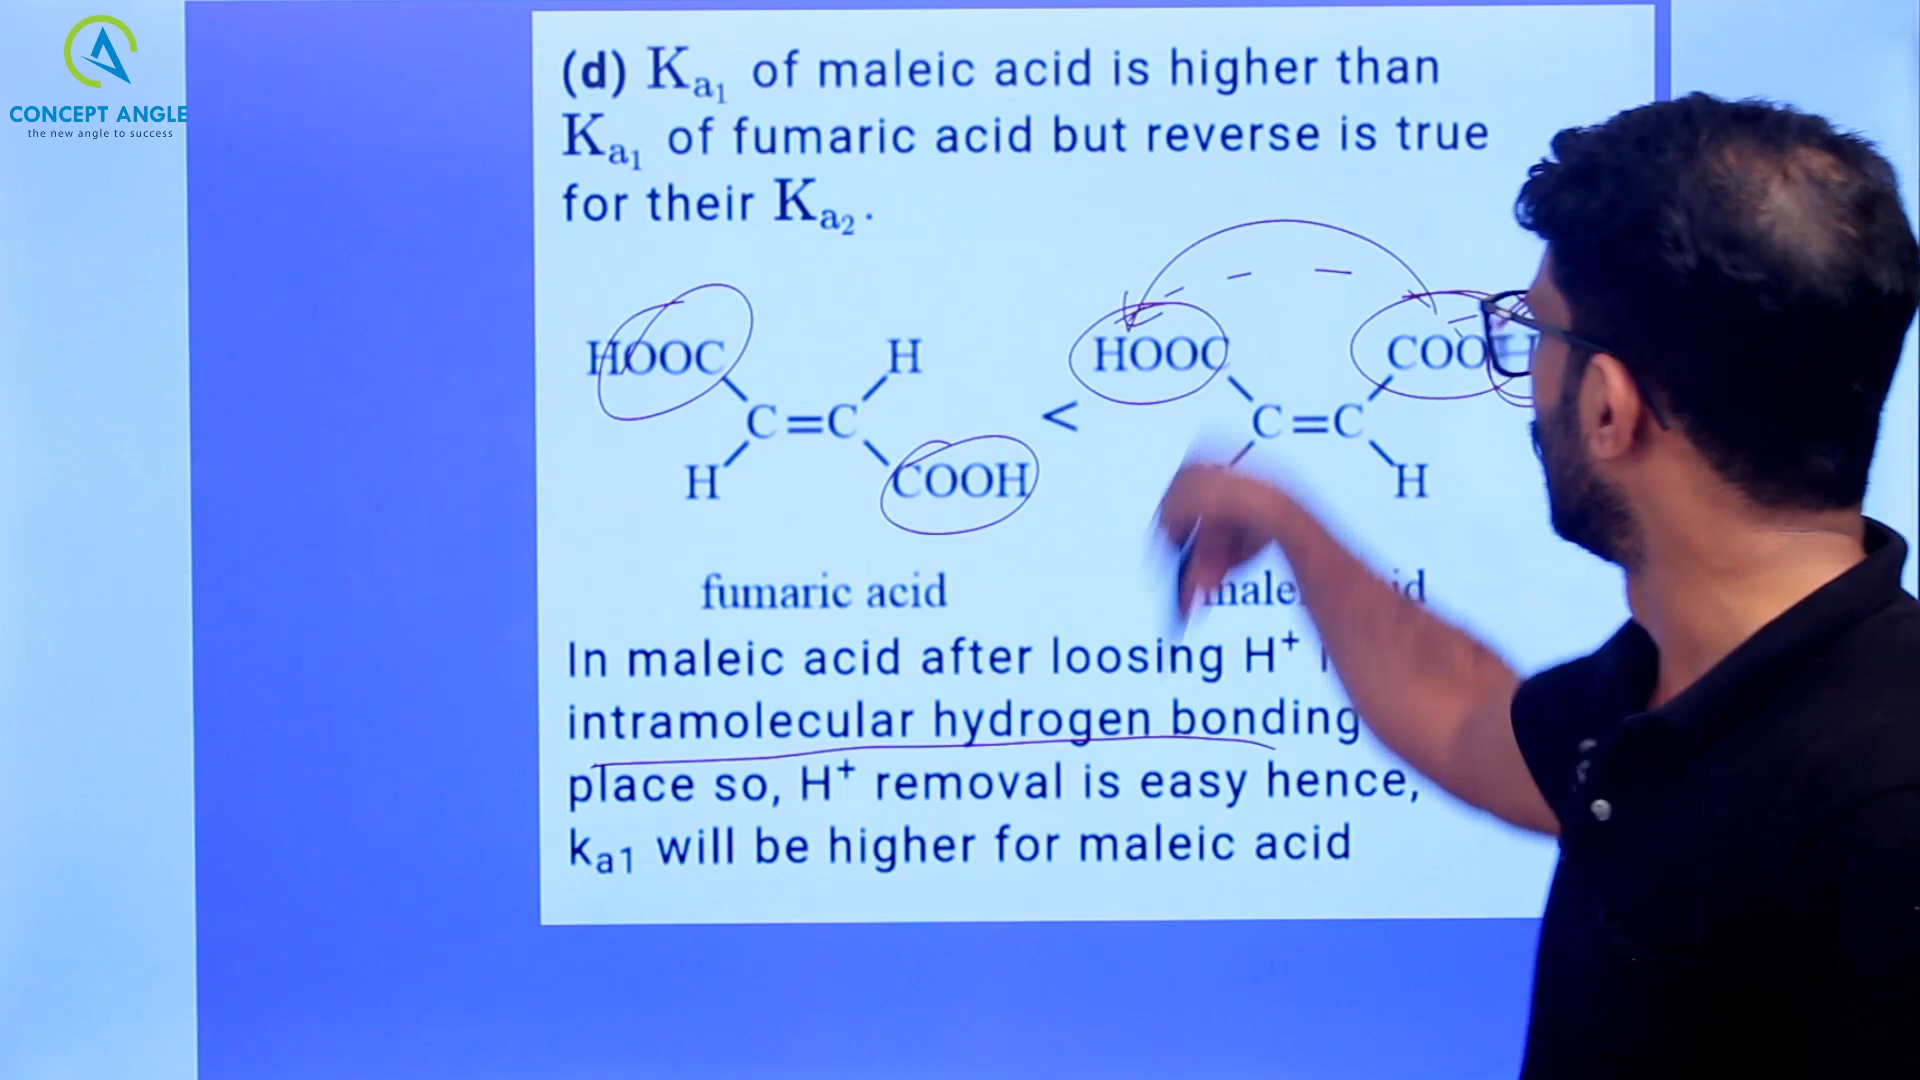 CONCEPT ANGLE
the new angle to success
(d) Ka1 of maleic acid is higher than
Ka1 of fumaric acid but reverse is true
for their Ka2.
HOOC H
C=C
H COOH
<
HOOC COOH
C=C
H
fumaric acid
In maleic acid after loosing H+
intramolecular hydrogen bonding
place so, H+ removal is easy hence,
ka1 will be higher for maleic acid